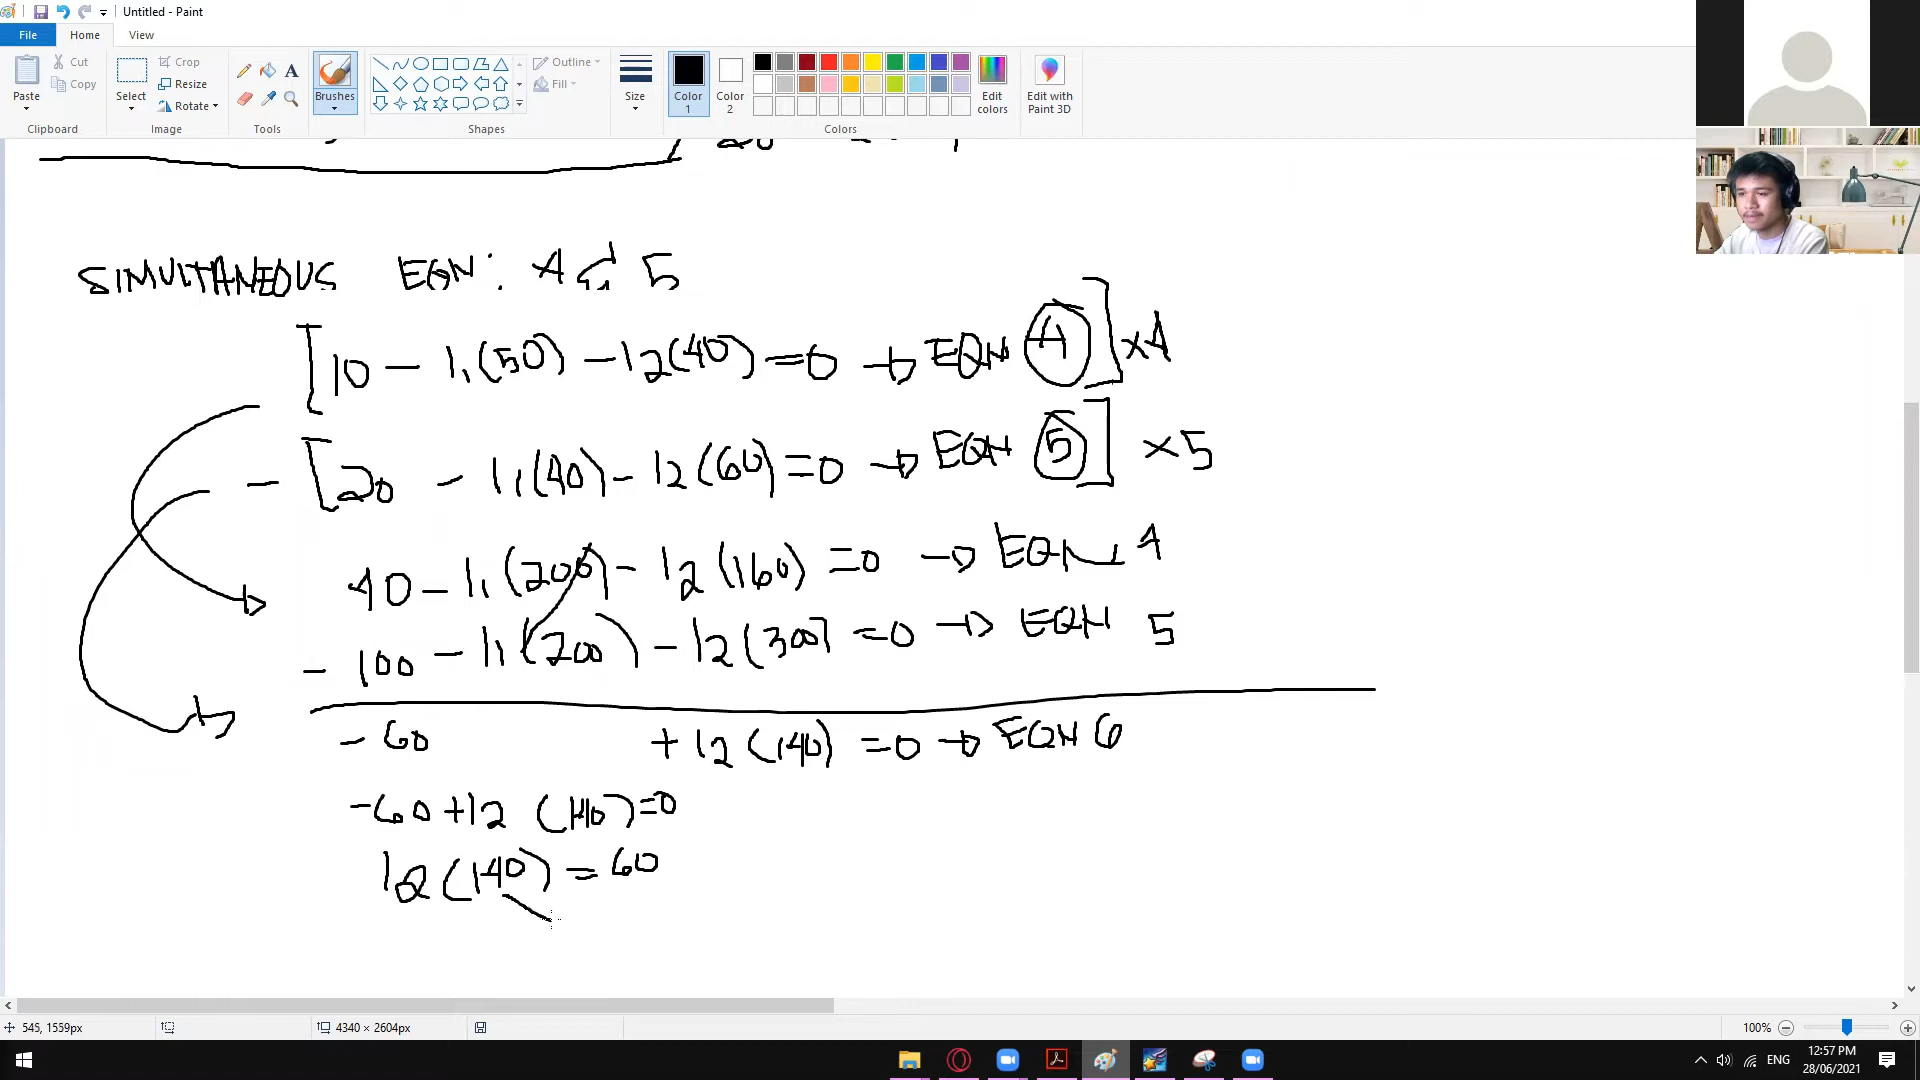 Untitled - Paint
File Home View
Paste
Cut
Copy
Clipboard
Select
Crop
Resize
Rotate
Image
Tools
Brushes
Shapes
Outline
Fill
Size
Color 1
Color 2
Edit colors
Edit with Paint 3D
Colors
SIMULTANEOUS EQN: 4 & 5
[10 - I₁(50) - I2(40) = 0 → EQN 4] x4
- [20 - I₁(40) - I2(60) = 0 → EQN 5] x5
40 - I₁(200) - I2(160) = 0 → EQN 4
- 100 - I₁(200) - I2(300) = 0 → EQN 5
- 60 + I2(140) = 0 → EQN 6
-60 + I2 (140) = 0
I2(140) = 60
545, 1559px
4340 × 2604px
100%
ENG
12:57 PM
28/06/2021